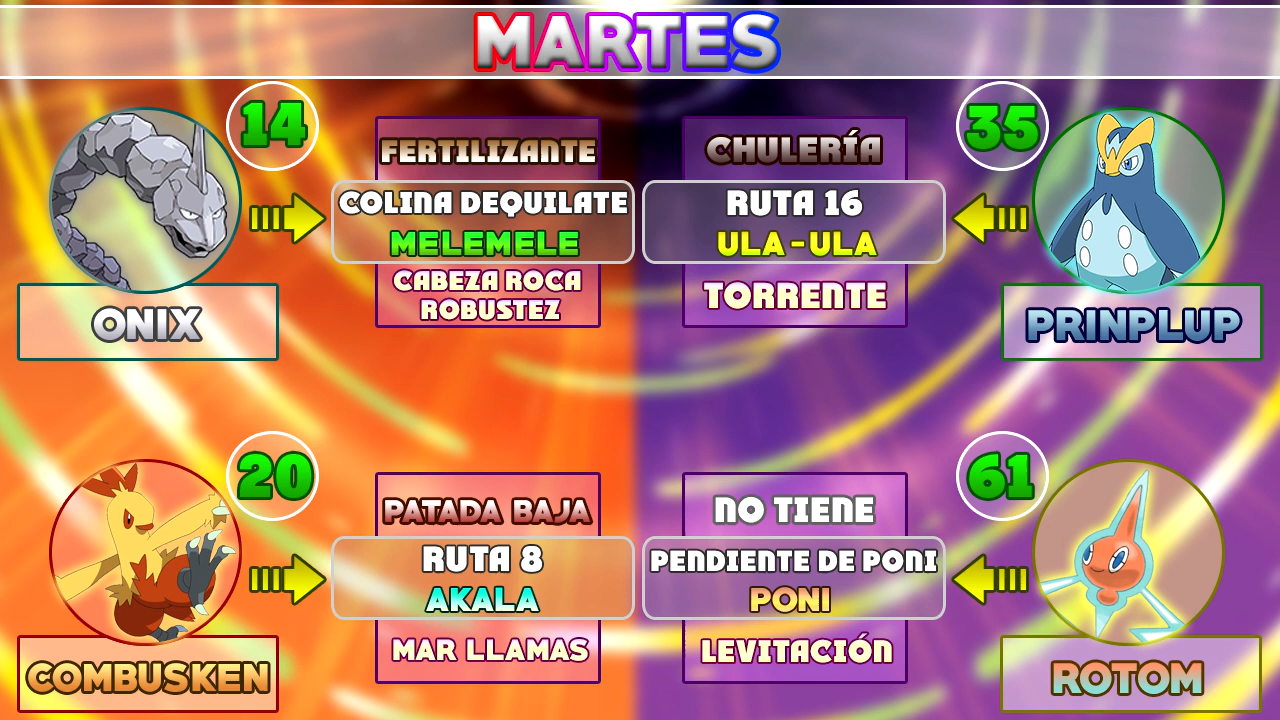 MARTES
14
FERTILIZANTE
COLINA DEQUILATE
MELEMELE
CABEZA ROCA
ROBUSTEZ
ONIX
35
CHULERÍA
RUTA 16
ULA-ULA
TORRENTE
PRINPLUP
20
PATADA BAJA
RUTA 8
AKALA
MAR LLAMAS
COMBUSKEN
61
NO TIENE
PENDIENTE DE PONI
PONI
LEVITACIÓN
ROTOM